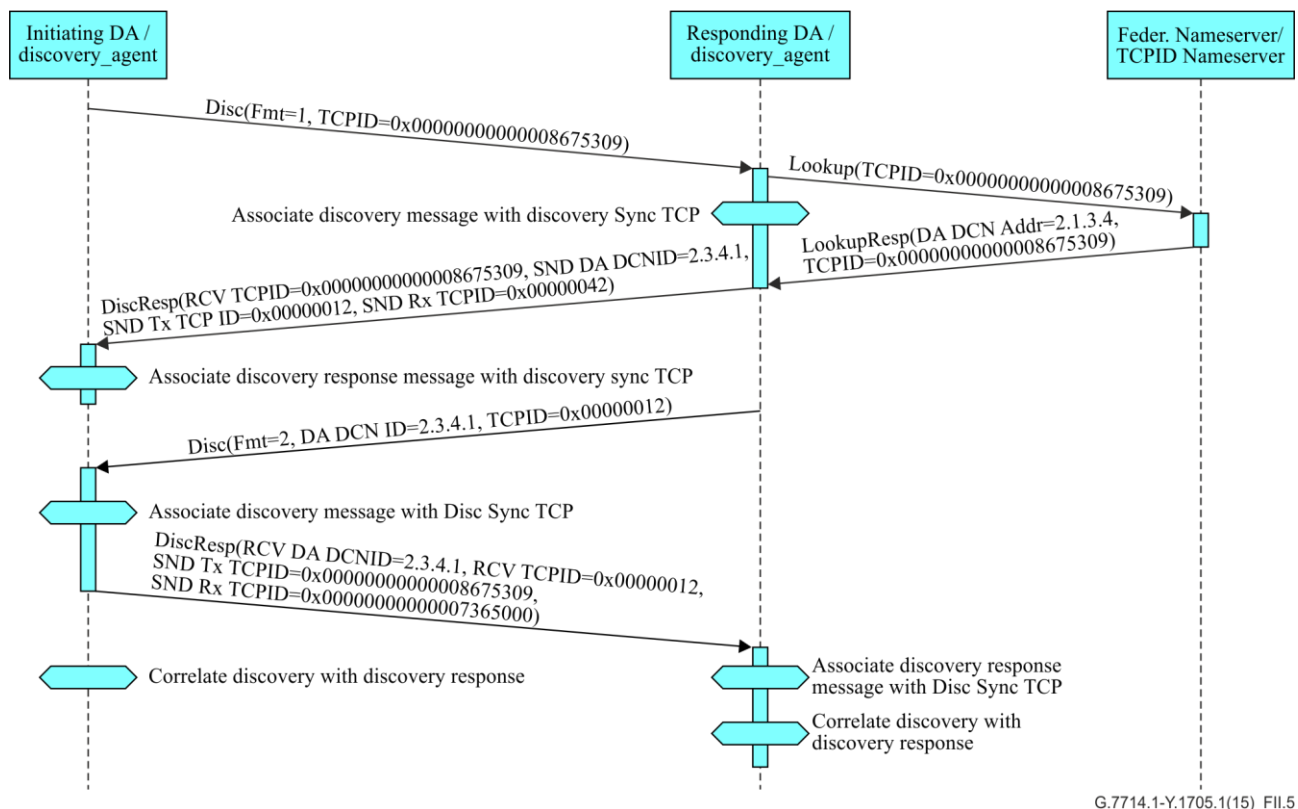 Initiating DA /
discovery_agent
Responding DA /
discovery_agent
Feder. Nameserver/
TCPID Nameserver
Disc(Fmt=1, TCPID=0x00000000000008675309)
Lookup(TCPID=0x00000000000008675309)
Associate discovery message with discovery Sync TCP
LookupResp(DA DCN Addr=2.1.3.4,
TCPID=0x00000000000008675309)
DiscResp(RCV TCPID=0x00000000000008675309, SND DA DCNID=2.3.4.1,
SND Tx TCP ID=0x00000012, SND Rx TCPID=0x00000042)
Associate discovery response message with discovery sync TCP
Disc(Fmt=2, DA DCN ID=2.3.4.1, TCPID=0x00000012)
Associate discovery message with Disc Sync TCP
DiscResp(RCV DA DCNID=2.3.4.1, RCV TCPID=0x00000012,
SND Tx TCPID=0x00000000000008675309,
SND Rx TCPID=0x00000000000007365000)
Correlate discovery with discovery response
Associate discovery response
message with Disc Sync TCP
Correlate discovery with
discovery response
G.7714.1-Y.1705.1(15)_FII.5